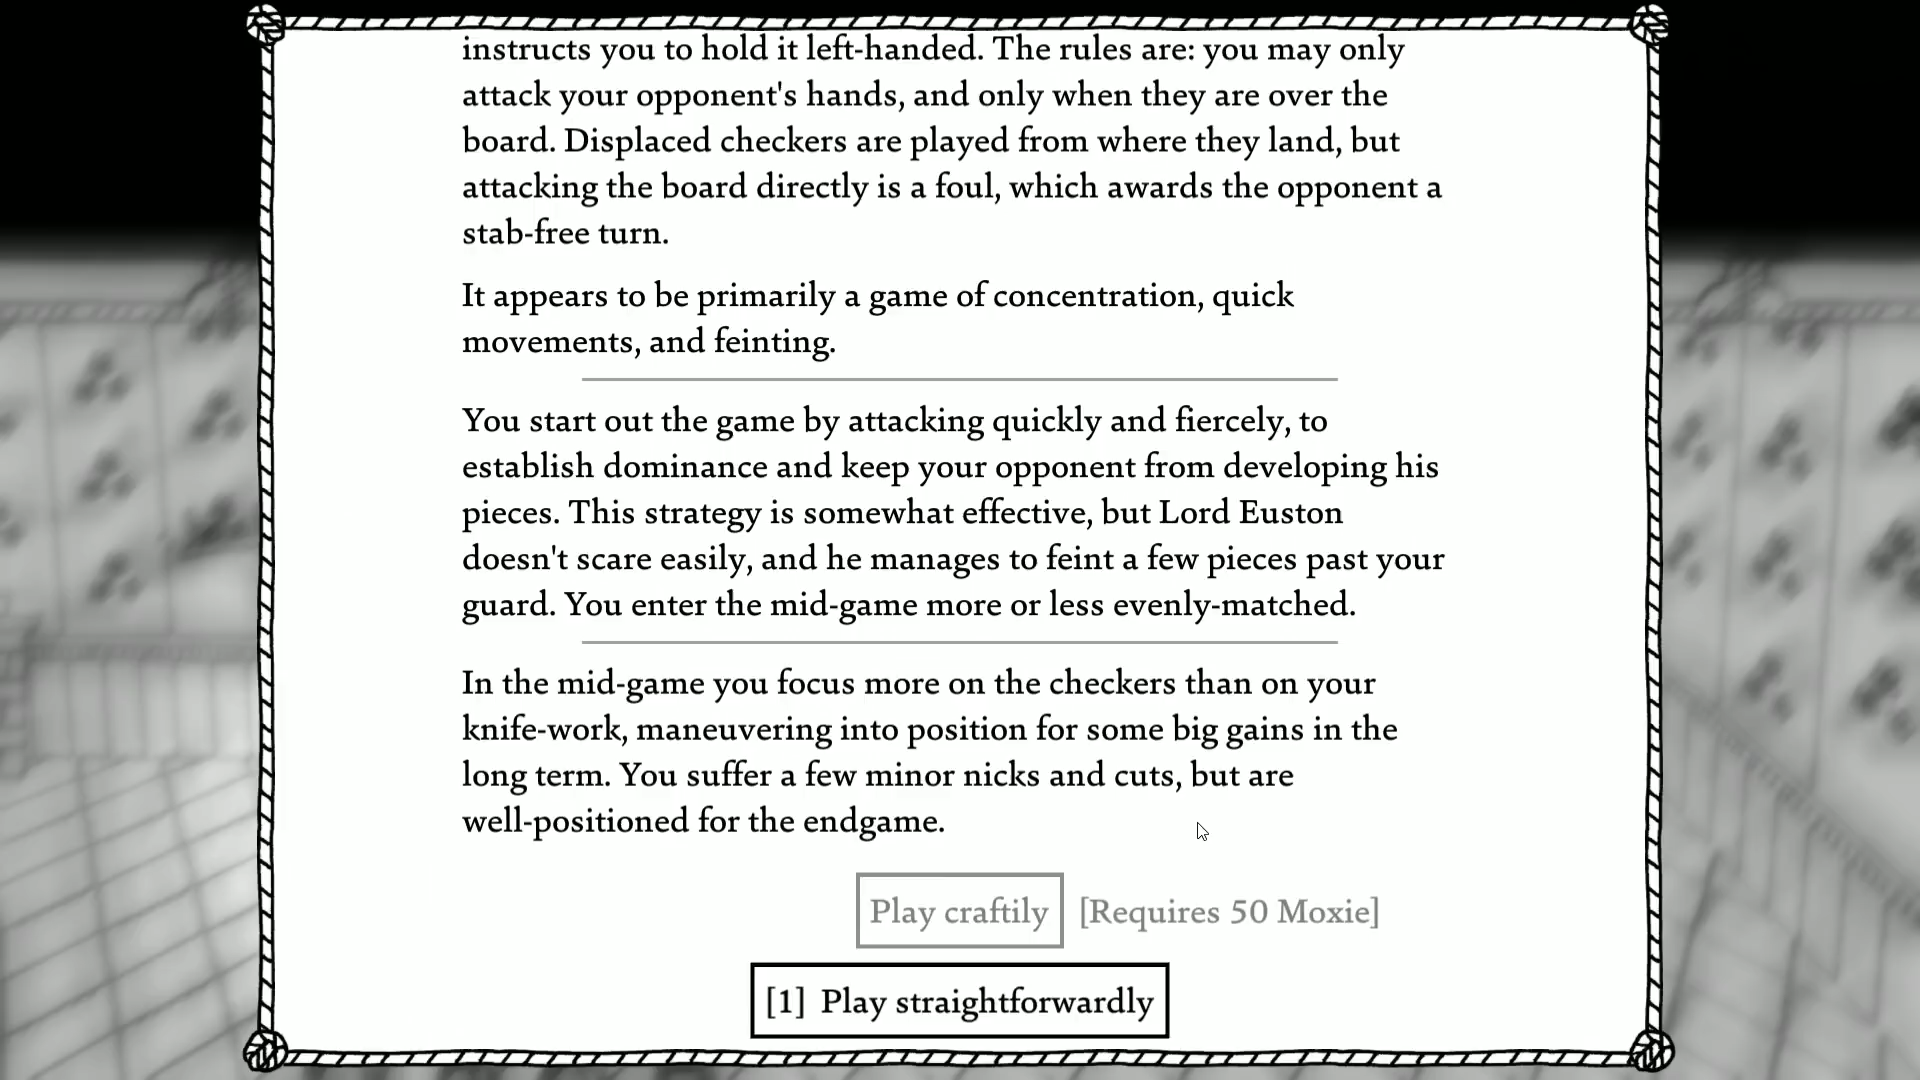 instructs you to hold it left-handed. The rules are: you may only
attack your opponent's hands, and only when they are over the
board. Displaced checkers are played from where they land, but
attacking the board directly is a foul, which awards the opponent a
stab-free turn.
It appears to be primarily a game of concentration, quick
movements, and feinting.
You start out the game by attacking quickly and fiercely, to
establish dominance and keep your opponent from developing his
pieces. This strategy is somewhat effective, but Lord Euston
doesn't scare easily, and he manages to feint a few pieces past your
guard. You enter the mid-game more or less evenly-matched.
In the mid-game you focus more on the checkers than on your
knife-work, maneuvering into position for some big gains in the
long term. You suffer a few minor nicks and cuts, but are
well-positioned for the endgame.
Play craftily [Requires 50 Moxie]
[1] Play straightforwardly